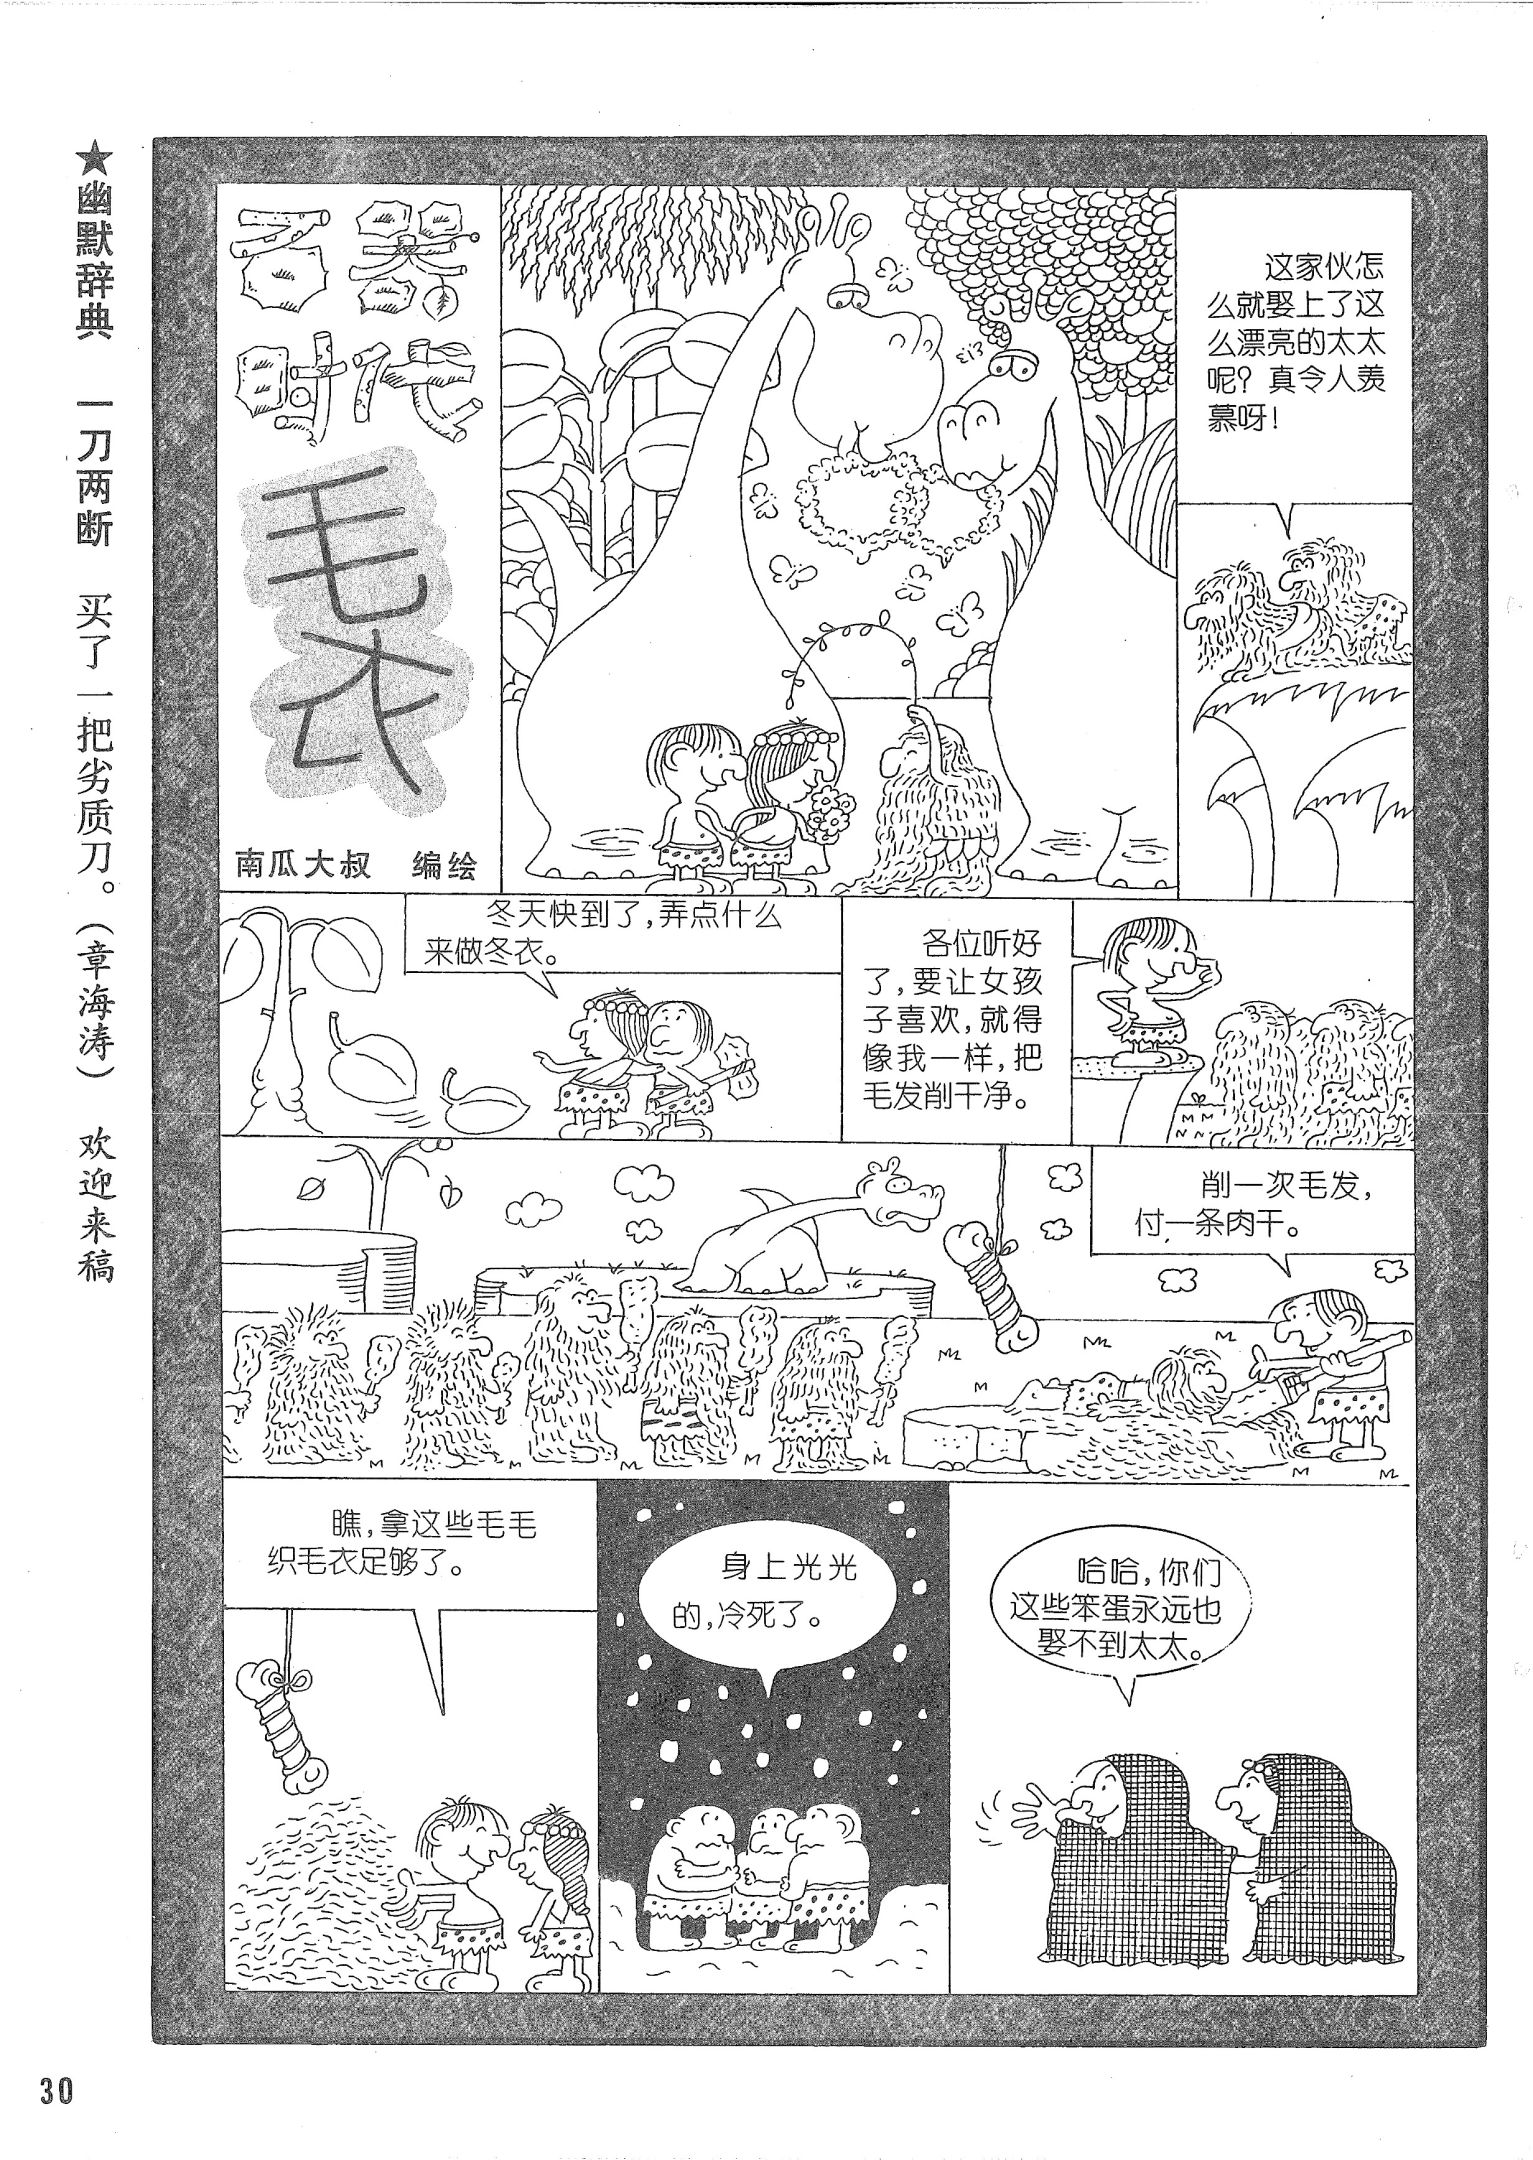 石器
时代
毛衣
南瓜大叔 编绘
这家伙怎
么就娶上了这
么漂亮的太太
呢？真令人羡
慕呀！
冬天快到了，弄点什么
来做冬衣。
各位听好
了，要让女孩
子喜欢，就得
像我一样，把
毛发削干净。
削一次毛发，
付一条肉干。
瞧，拿这些毛毛
织毛衣足够了。
身上光光
的，冷死了。
哈哈，你们
这些笨蛋永远也
娶不到太太。
★幽默辞典 一刀两断 买了一把劣质刀。（章海涛） 欢迎来稿
30